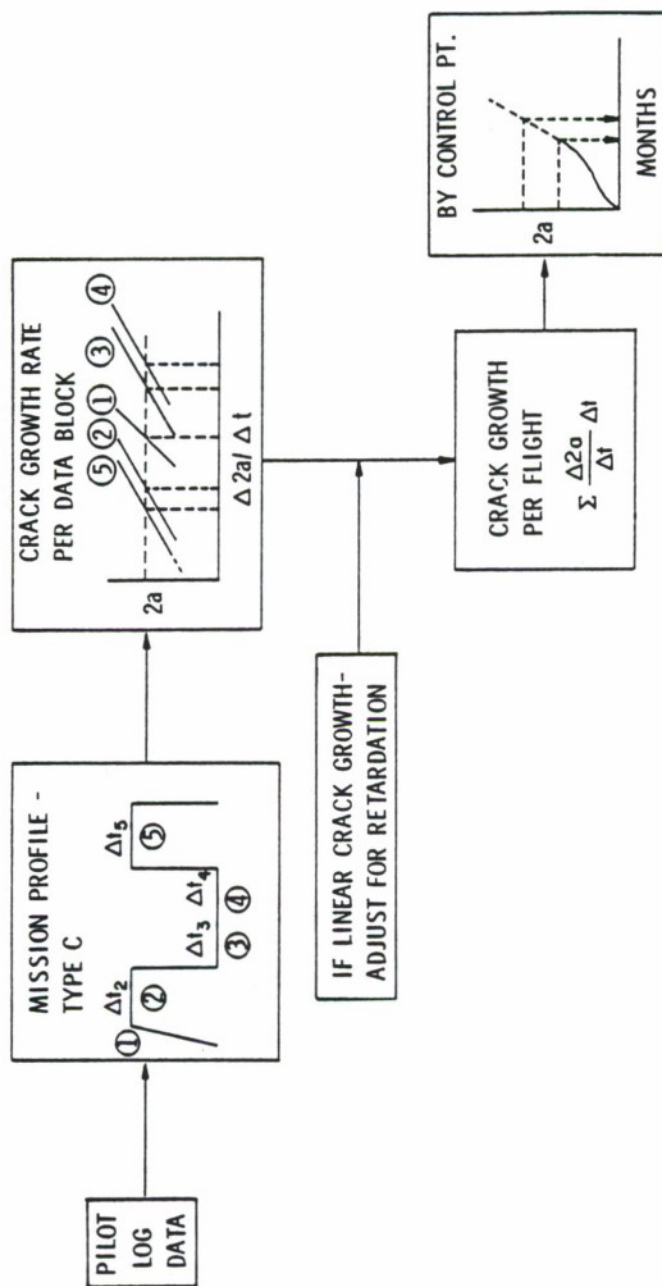 PILOT
LOG
DATA
MISSION PROFILE -
TYPE C
①
Δt₂
②
Δt₃
③
Δt₄
④
Δt₅
⑤
CRACK GROWTH RATE
PER DATA BLOCK
⑤ ② ① ③ ④
2a
Δ 2a/ Δt
IF LINEAR CRACK GROWTH-
ADJUST FOR RETARDATION
CRACK GROWTH
PER FLIGHT
Σ Δ2a/Δt Δt
BY CONTROL PT.
2a
MONTHS